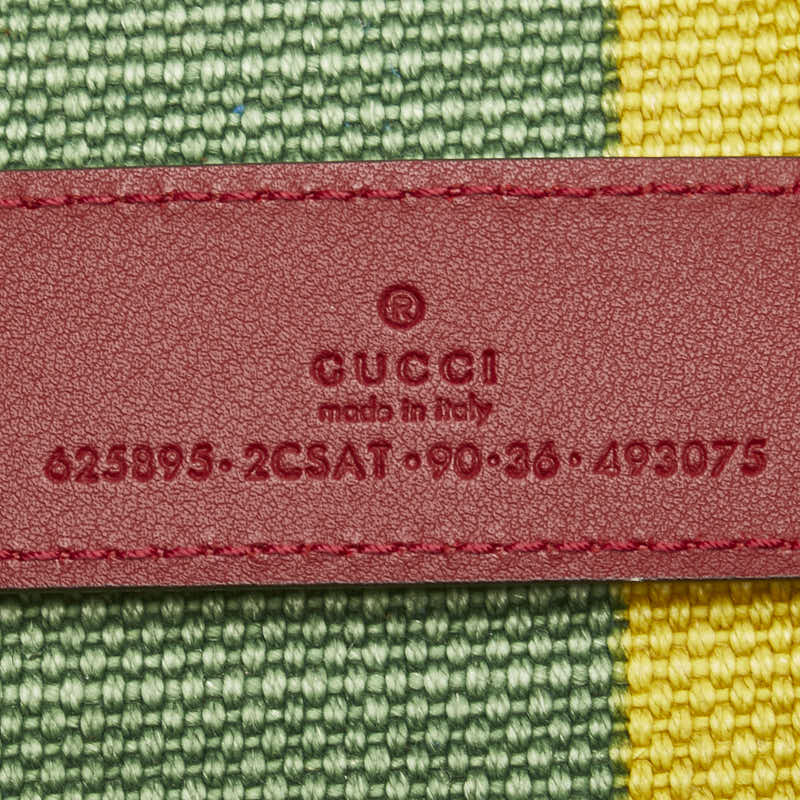 ®
GUCCI
made in italy
625895·2CSAT·90·36·493075